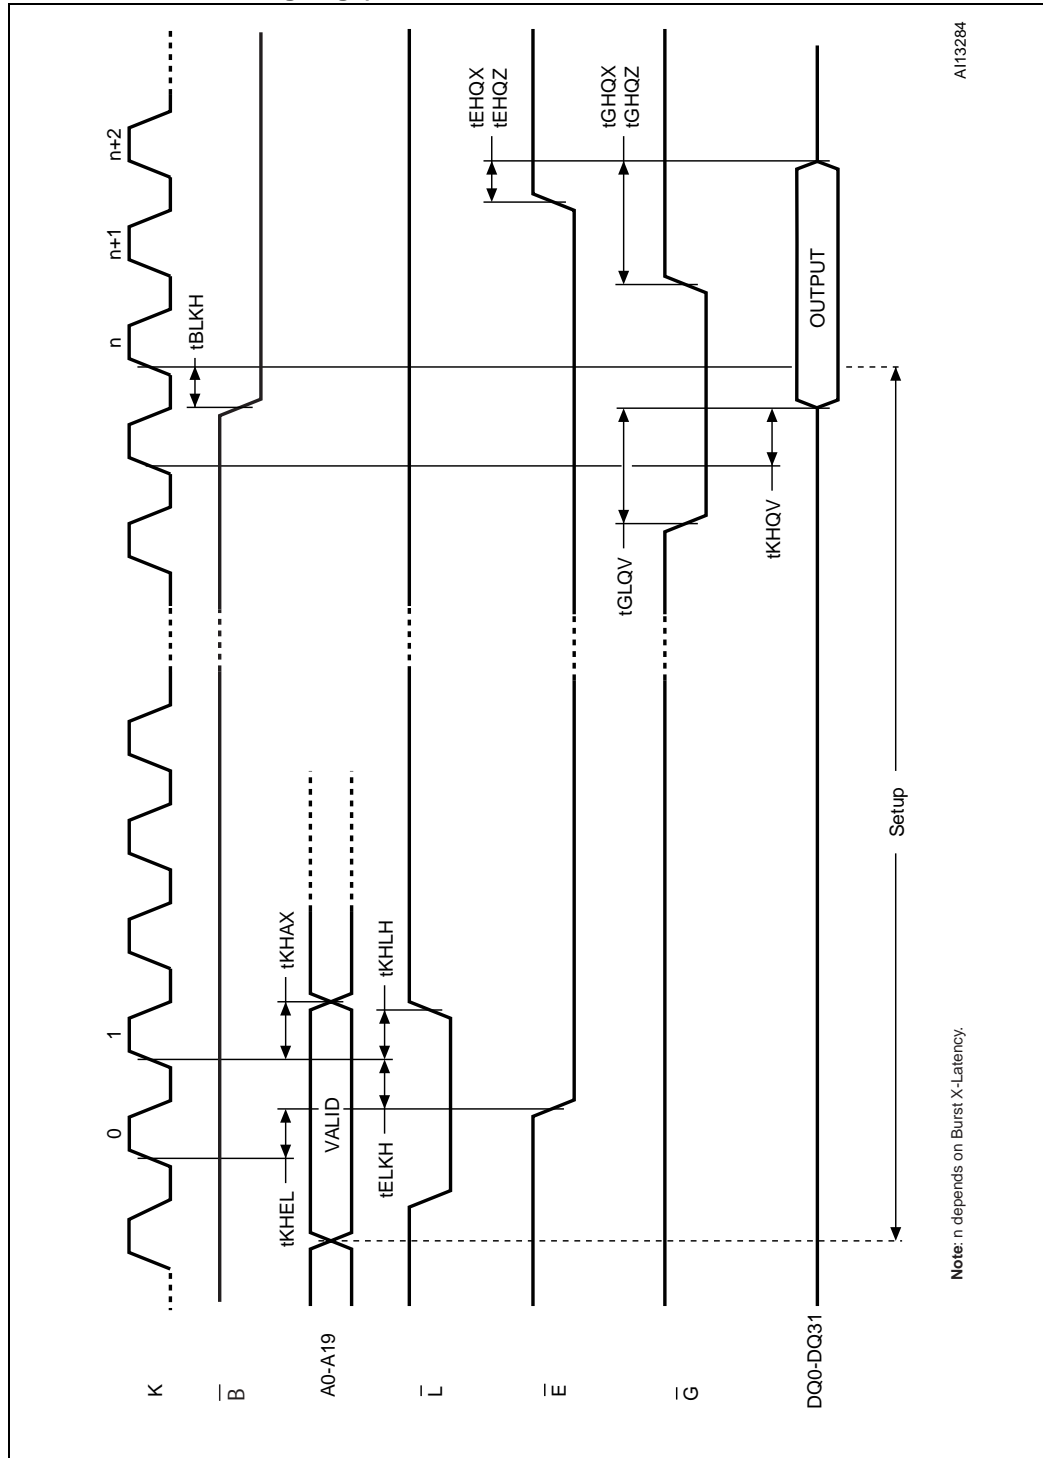 K
0
1
n
n+1
n+2
B
tBLKH
A0-A19
VALID
tKHEL
tKHAX
L
tELKH
tKHLH
E
tEHQX
tEHQZ
G
tGLQV
tGHQX
tGHQZ
tKHQV
DQ0-DQ31
OUTPUT
Setup
Note: n depends on Burst X-Latency.
AI13284